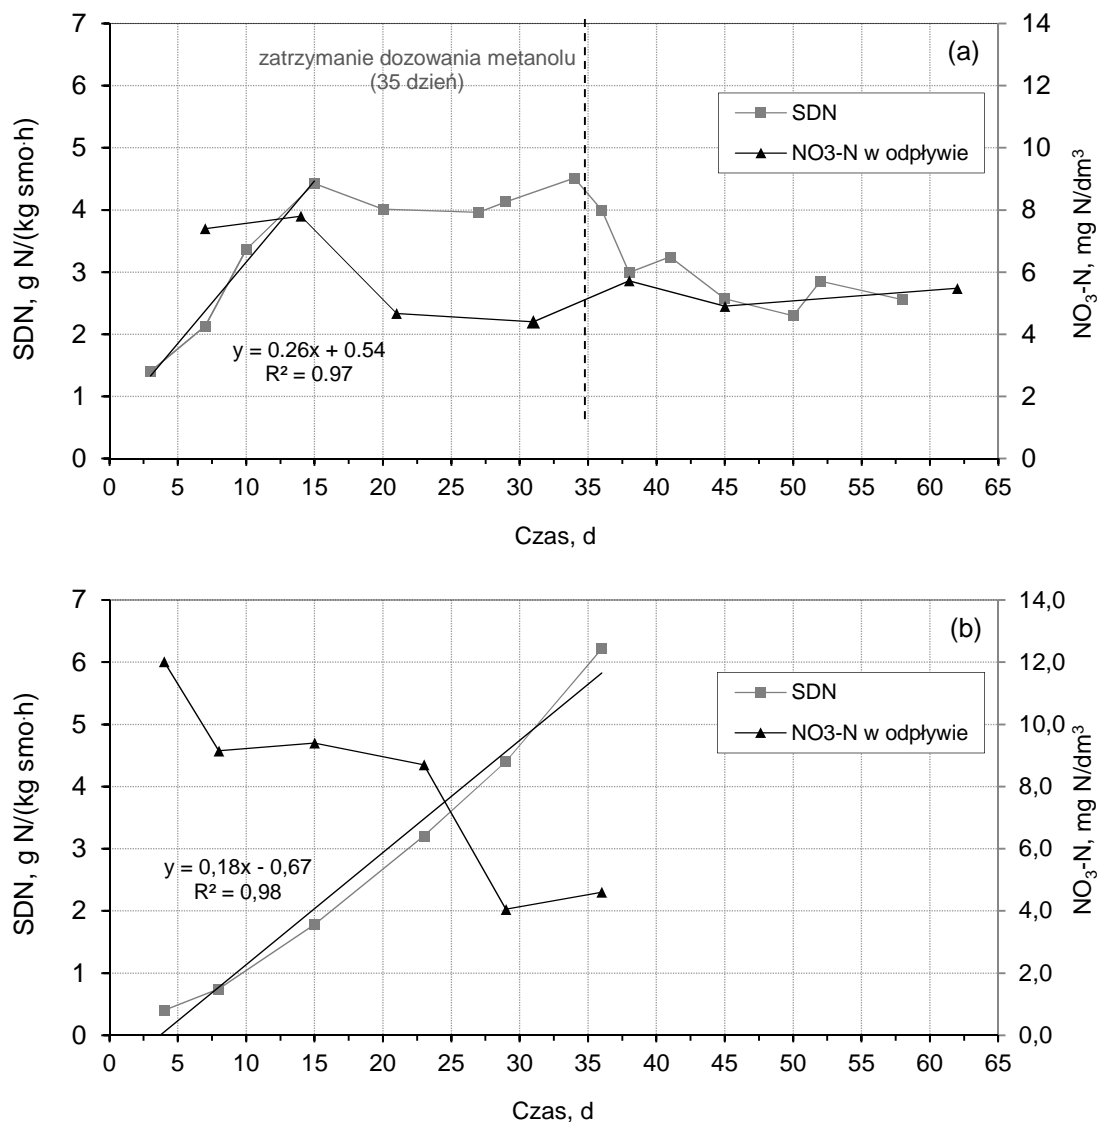 (a)
zatrzymanie dozowania metanolu
(35 dzień)
SDN
NO3-N w odpływie
y = 0.26x + 0.54
R² = 0.97
SDN, g N/(kg smo·h)
7
6
5
4
3
2
1
0
NO₃-N, mg N/dm³
14
12
10
8
6
4
2
0
0 5 10 15 20 25 30 35 40 45 50 55 60 65
Czas, d
(b)
SDN
NO3-N w odpływie
y = 0,18x - 0,67
R² = 0,98
SDN, g N/(kg smo·h)
7
6
5
4
3
2
1
0
NO₃-N, mg N/dm³
14,0
12,0
10,0
8,0
6,0
4,0
2,0
0,0
0 5 10 15 20 25 30 35 40 45 50 55 60 65
Czas, d